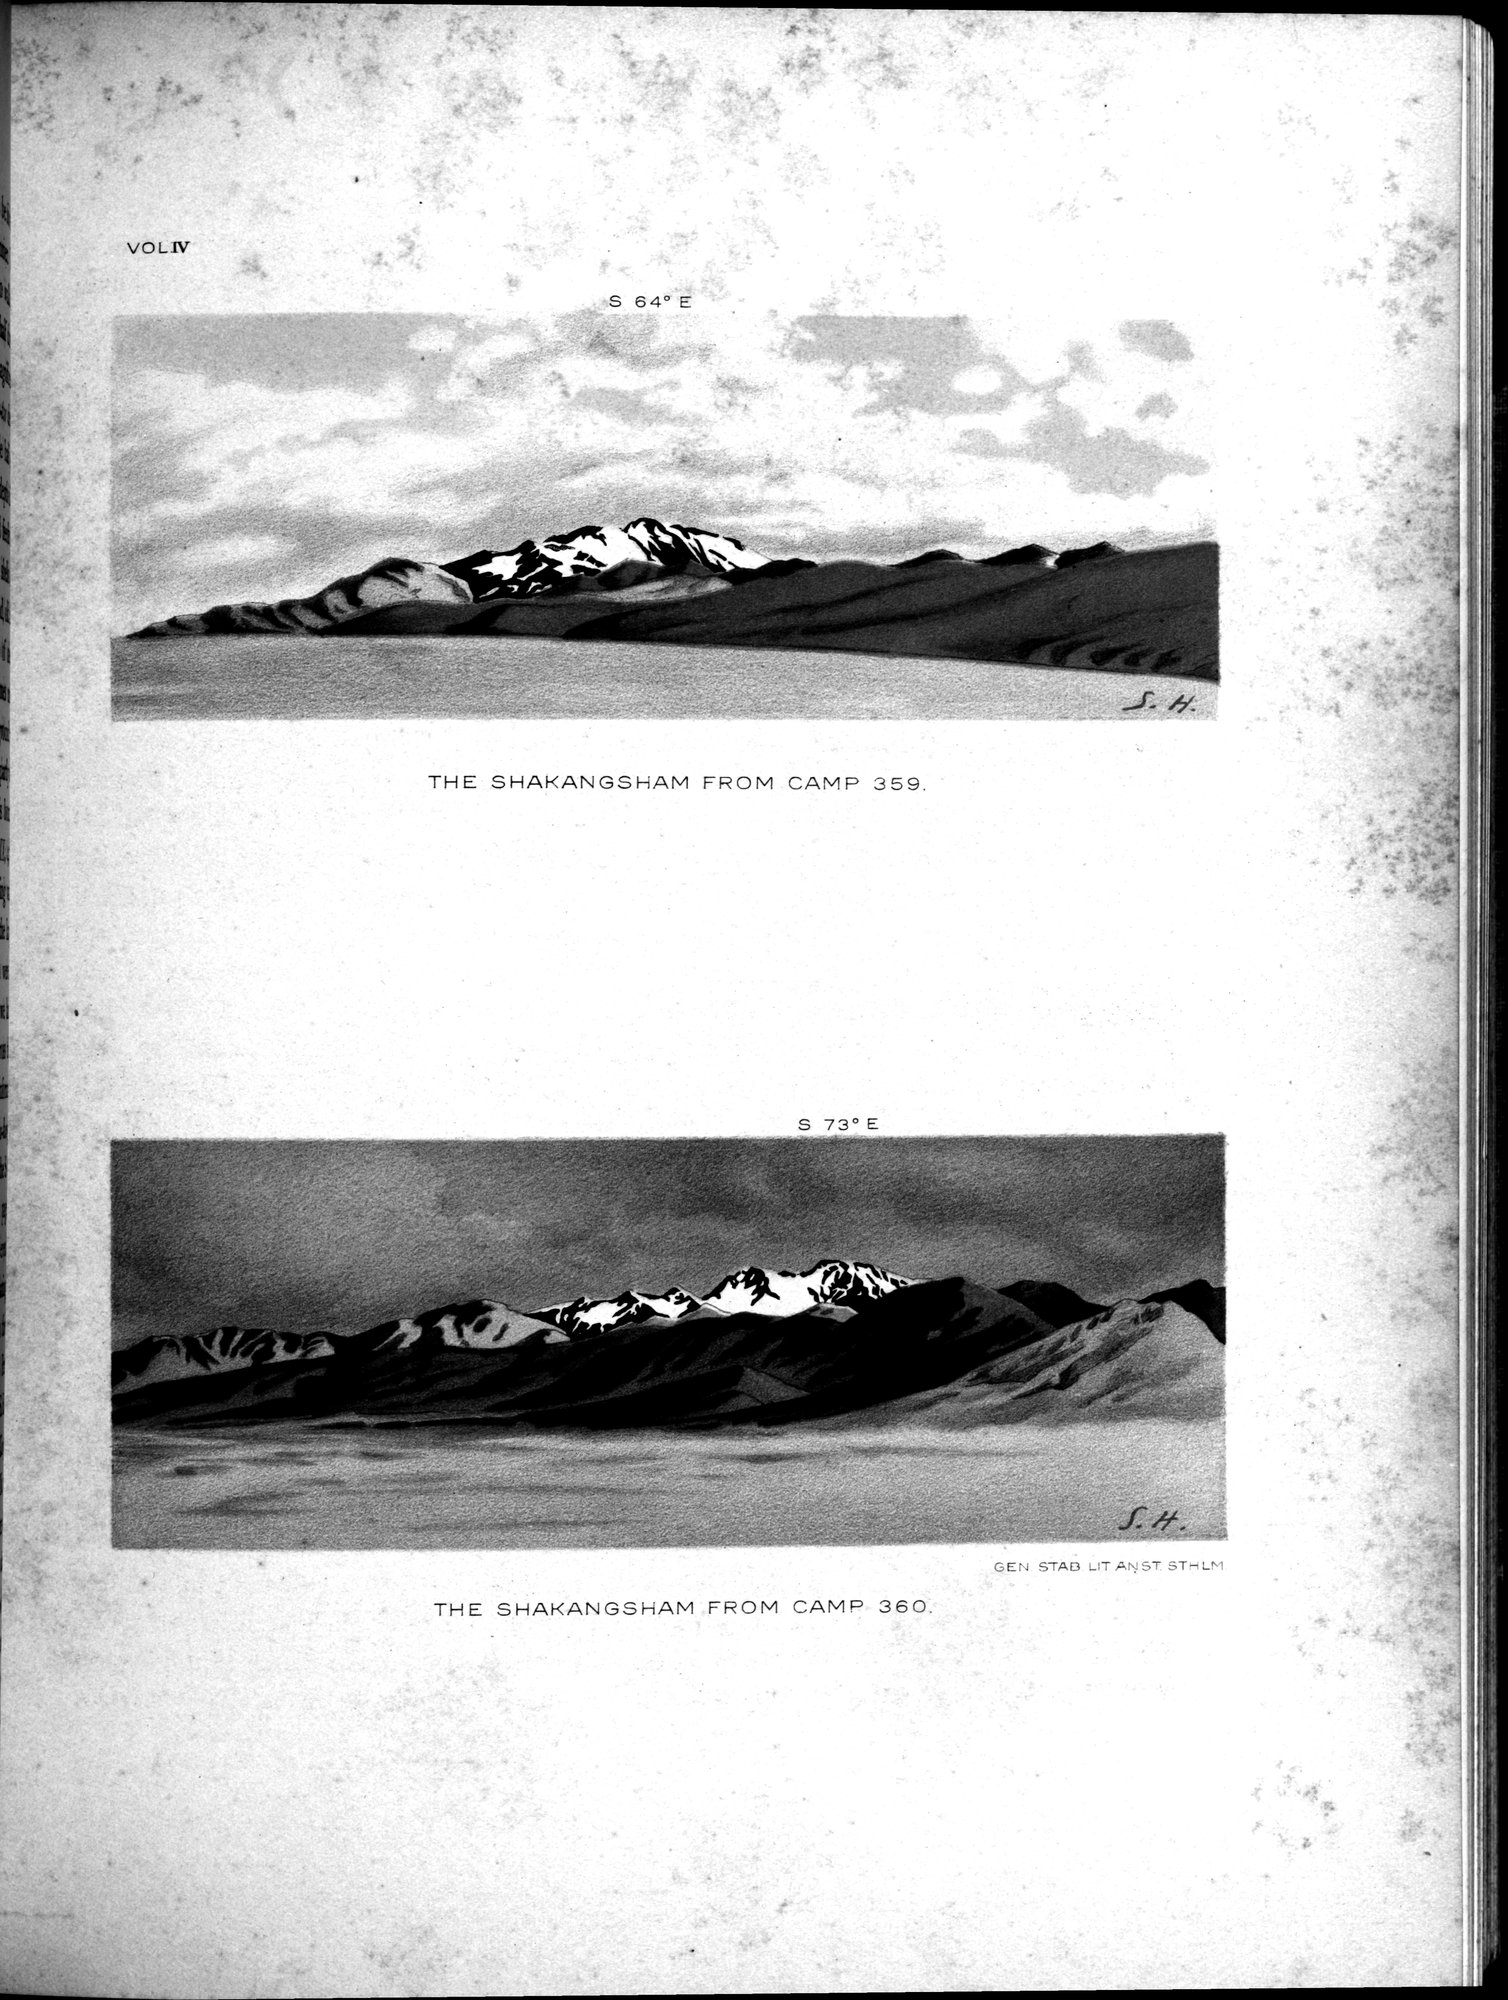 VOL.IV
S 64° E
S. H.
THE SHAKANGSHAM FROM CAMP 359.
S 73° E
S. H.
GEN STAB LIT ANST. STHLM
THE SHAKANGSHAM FROM CAMP 360.